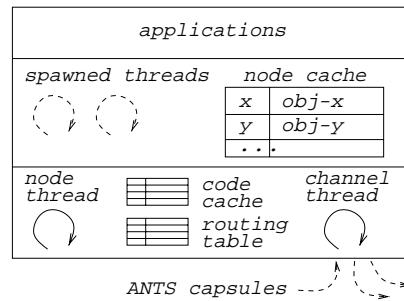 applications
spawned threads
node cache
x obj-x
y obj-y
...
node thread
code cache
routing table
channel thread
ANTS capsules